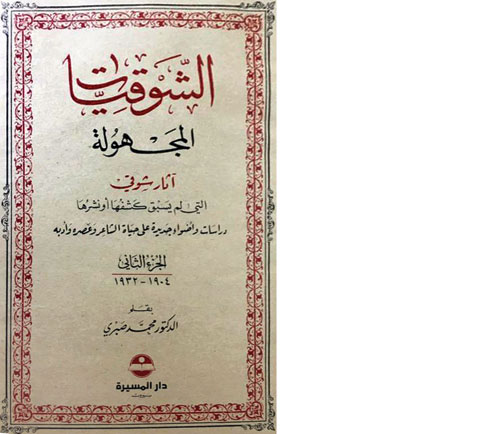 الشوقيات
المجهولة
آثار شوقي
التي لم يسبق كشفها أو نشرها
دراسات وأضواء جديدة على حياة الشاعر وعصره وأدبه
الجزء الثاني
١٩٠٤ - ١٩٣٢
بقلم
الدكتور محمد صبري
دار المسيرة
بيروت